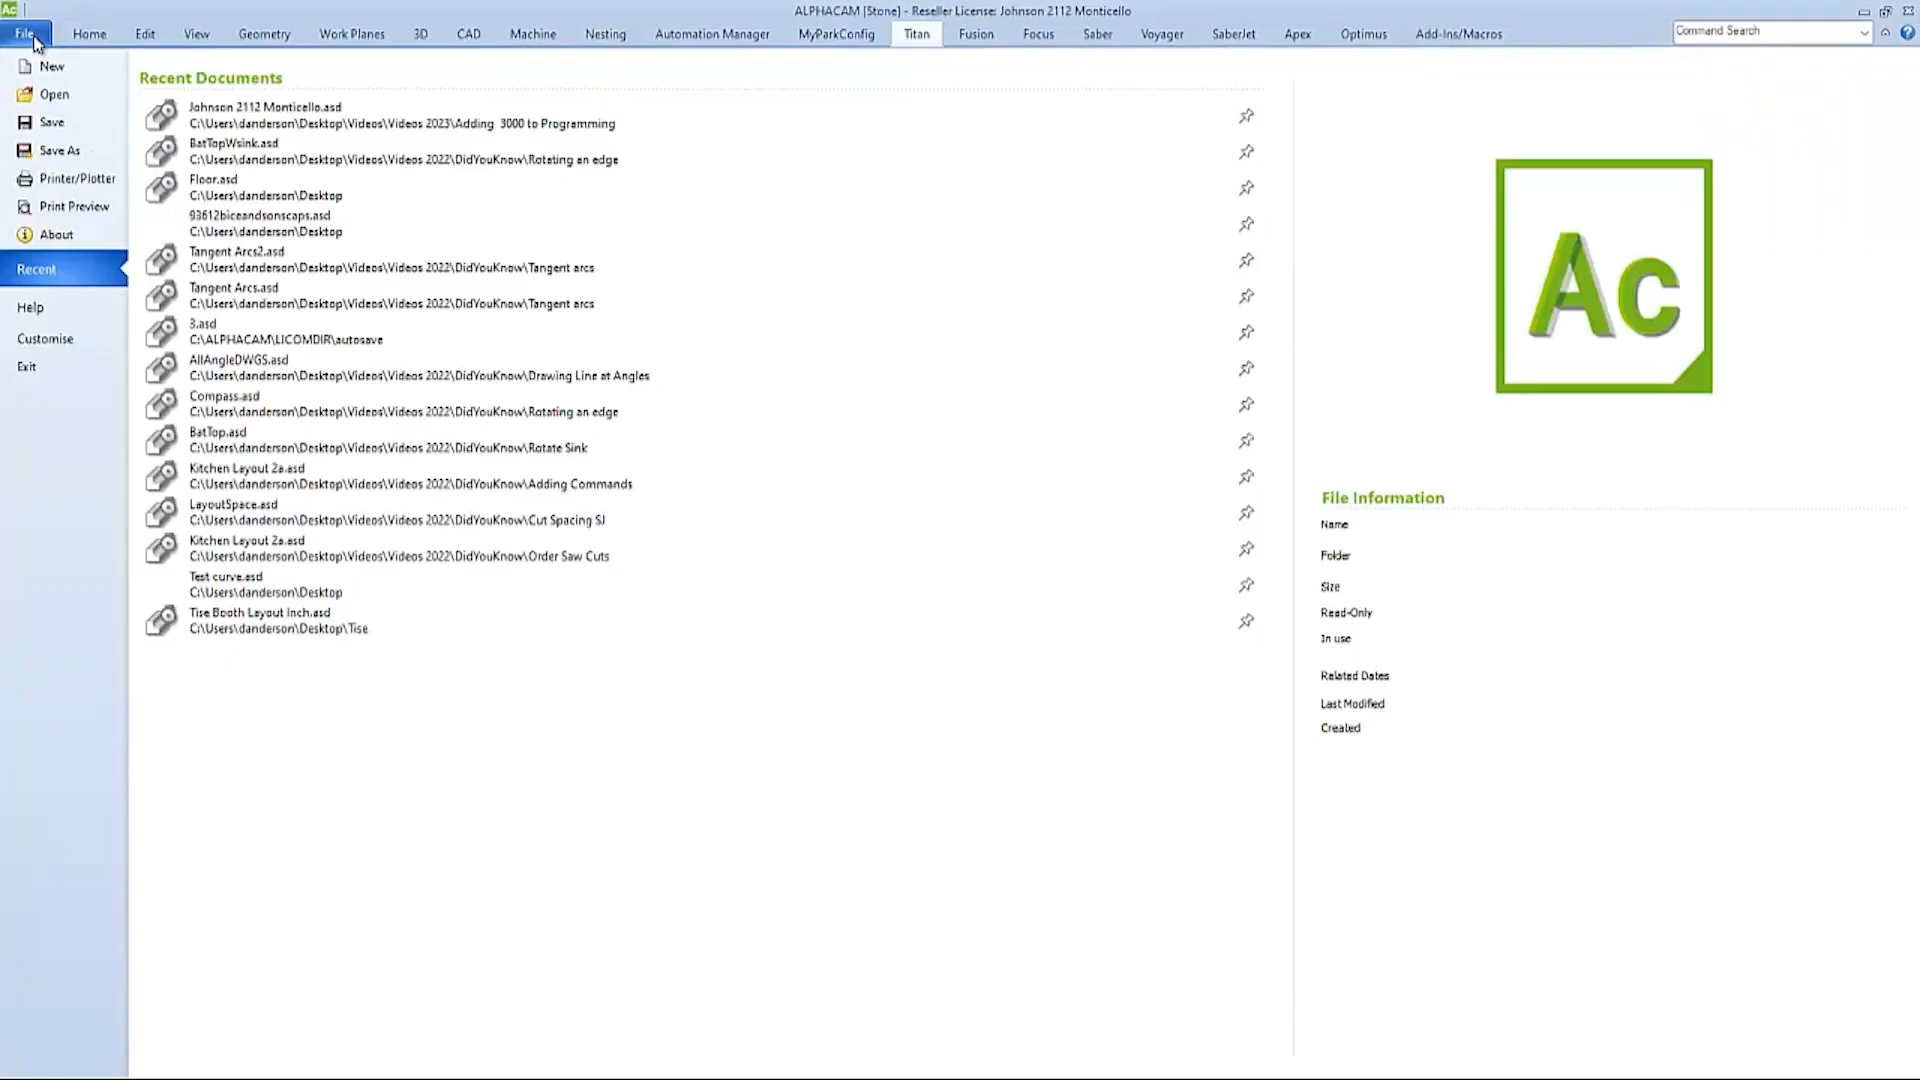 Ac
ALPHACAM [Stone] - Reseller License: Johnson 2112 Monticello
File Home Edit View Geometry Work Planes 3D CAD Machine Nesting Automation Manager MyParkConfig Titan Fusion Focus Saber Voyager SaberJet Apex Optimus Add-Ins/Macros Command Search
New
Open
Save
Save As
Printer/Plotter
Print Preview
About
Recent
Help
Customise
Exit
Recent Documents
Johnson 2112 Monticello.asd
C:\Users\danderson\Desktop\Videos\Videos 2023\Adding 3000 to Programming
BatTopWsink.asd
C:\Users\danderson\Desktop\Videos\Videos 2022\DidYouKnow\Rotating an edge
Floor.asd
C:\Users\danderson\Desktop
93612biceandsonscaps.asd
C:\Users\danderson\Desktop
Tangent Arcs2.asd
C:\Users\danderson\Desktop\Videos\Videos 2022\DidYouKnow\Tangent arcs
Tangent Arcs.asd
C:\Users\danderson\Desktop\Videos\Videos 2022\DidYouKnow\Tangent arcs
3.asd
C:\ALPHACAM\LICOMDIR\autosave
AllAngleDWGS.asd
C:\Users\danderson\Desktop\Videos\Videos 2022\DidYouKnow\Drawing Line at Angles
Compass.asd
C:\Users\danderson\Desktop\Videos\Videos 2022\DidYouKnow\Rotating an edge
BatTop.asd
C:\Users\danderson\Desktop\Videos\Videos 2022\DidYouKnow\Rotate Sink
Kitchen Layout 2a.asd
C:\Users\danderson\Desktop\Videos\Videos 2022\DidYouKnow\Adding Commands
LayoutSpace.asd
C:\Users\danderson\Desktop\Videos\Videos 2022\DidYouKnow\Cut Spacing SJ
Kitchen Layout 2a.asd
C:\Users\danderson\Desktop\Videos\Videos 2022\DidYouKnow\Order Saw Cuts
Test curve.asd
C:\Users\danderson\Desktop
Tise Booth Layout Inch.asd
C:\Users\danderson\Desktop\Tise
Ac
File Information
Name
Folder
Size
Read-Only
In use
Related Dates
Last Modified
Created